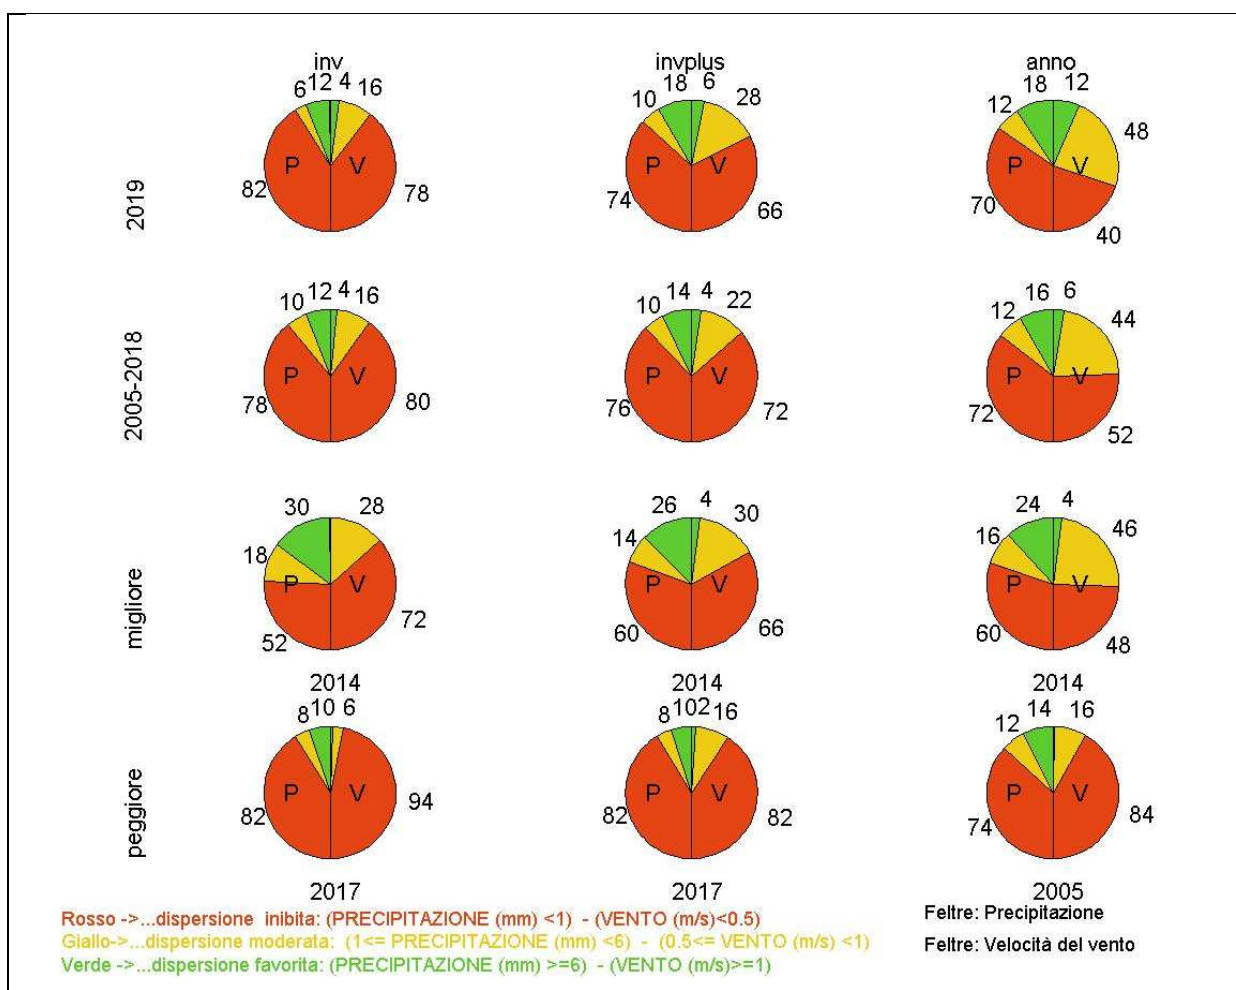 inv invplus anno
6 12 4 16 10 18 6 28 12 18 12 48
2019 82 P V 78 74 P V 66 70 P V 40
10 12 4 16 10 14 4 22 12 16 6 44
2005-2018 78 P V 80 76 P V 72 72 P V 52
18 30 28 14 26 4 30 16 24 4 46
migliore 52 P V 72 60 P V 66 60 P V 48
2014 2014 2014
8 10 6 8 10 2 16 12 14 16
peggiore 82 P V 94 82 P V 82 74 P V 84
2017 2017 2005
Rosso ->...dispersione inibita: (PRECIPITAZIONE (mm) <1) - (VENTO (m/s)<0.5)
Giallo->...dispersione moderata: (1<= PRECIPITAZIONE (mm) <6) - (0.5<= VENTO (m/s) <1)
Verde ->...dispersione favorita: (PRECIPITAZIONE (mm) >=6) - (VENTO (m/s)>=1)
Feltre: Precipitazione
Feltre: Velocità del vento